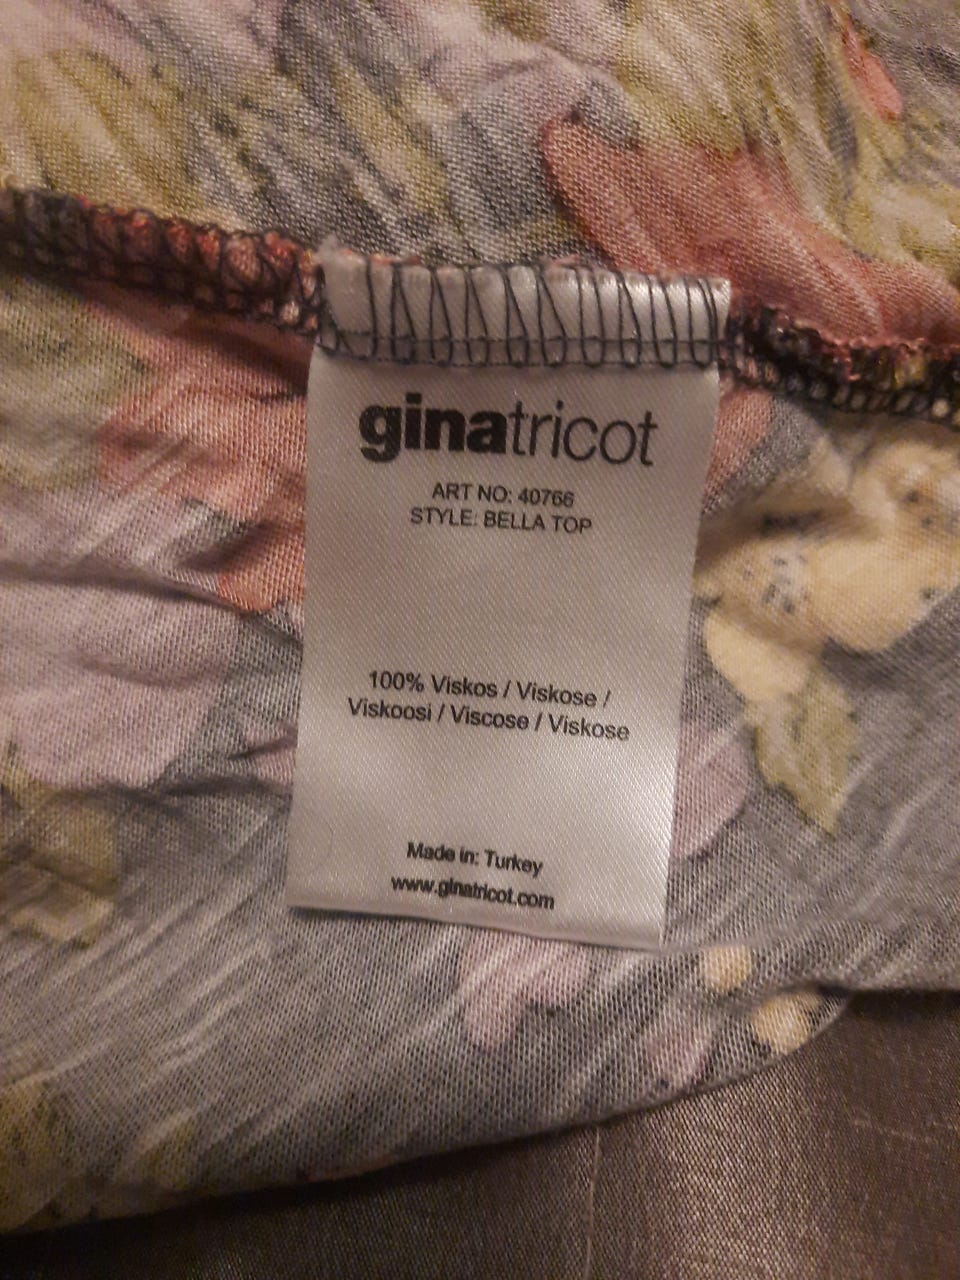 ginatricot
ART NO: 40766
STYLE: BELLA TOP
100% Viskos / Viskose /
Viskoosi / Viscose / Viskose
Made in: Turkey
www.ginatricot.com